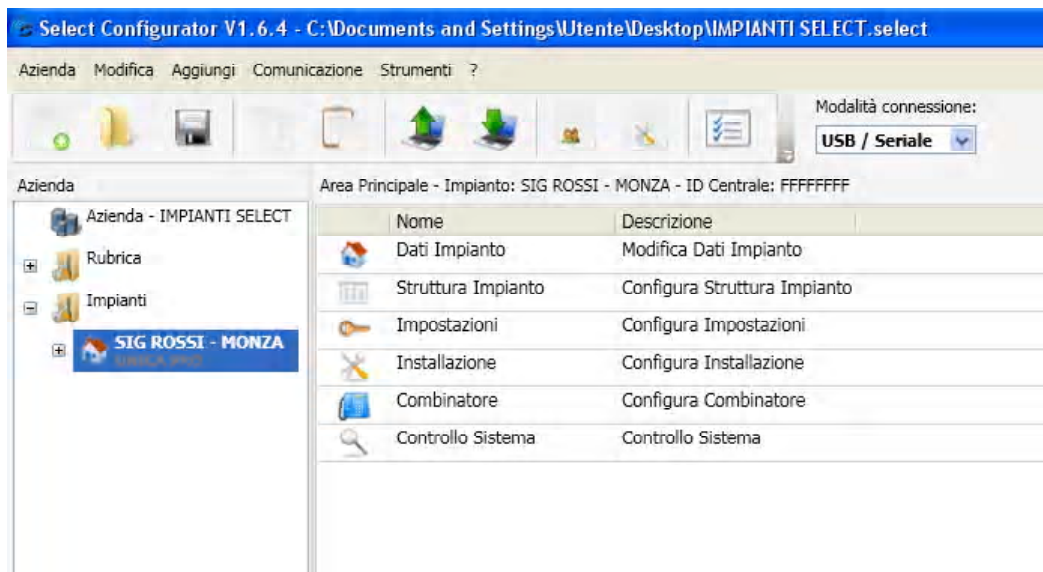 Select Configurator V1.6.4 - C:\Documents and Settings\Utente\Desktop\IMPIANTI SELECT.select
Azienda Modifica Aggiungi Comunicazione Strumenti ?
Modalità connessione:
USB / Seriale
Azienda
Azienda - IMPIANTI SELECT
Rubrica
Impianti
SIG ROSSI - MONZA
UNICA PRO
Area Principale - Impianto: SIG ROSSI - MONZA - ID Centrale: FFFFFFFF
Nome Descrizione
Dati Impianto Modifica Dati Impianto
Struttura Impianto Configura Struttura Impianto
Impostazioni Configura Impostazioni
Installazione Configura Installazione
Combinatore Configura Combinatore
Controllo Sistema Controllo Sistema